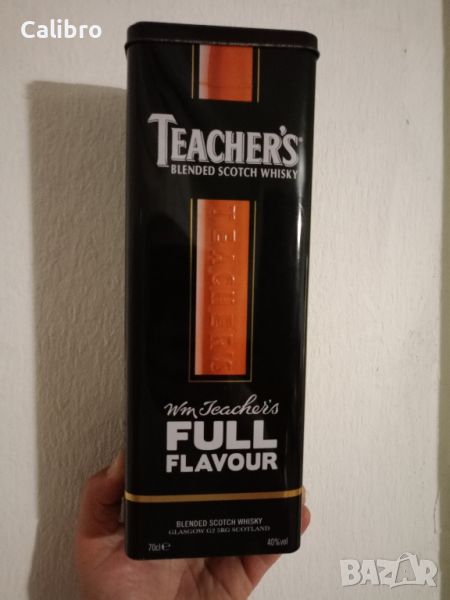 Calibro
TEACHER'S
BLENDED SCOTCH WHISKY
TEACHER'S
Wm Teacher's
FULL
FLAVOUR
BLENDED SCOTCH WHISKY
GLASGOW G2 5RG SCOTLAND
70cl℮ 40%vol
BAZAR